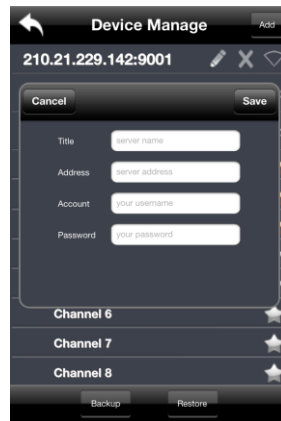 Device Manage Add
210.21.229.142:9001
Cancel Save
Title server name
Address server address
Account your username
Password your password
Channel 6
Channel 7
Channel 8
Backup Restore